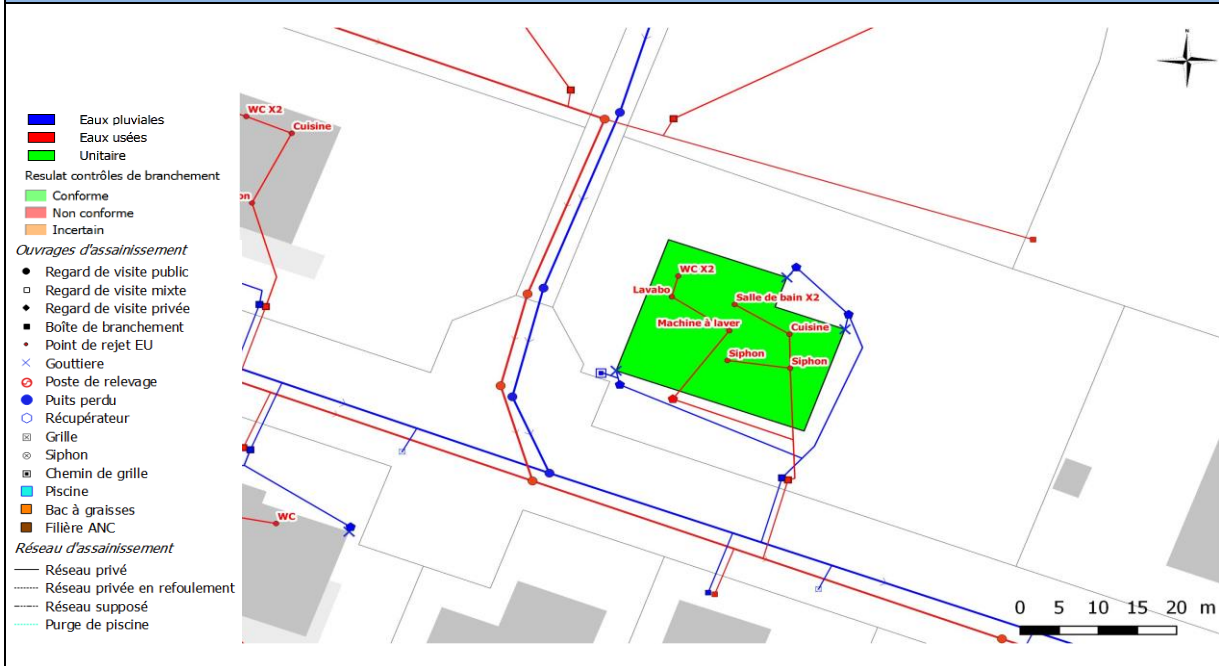 Eaux pluviales
Eaux usées
Unitaire
Resulat contrôles de branchement
Conforme
Non conforme
Incertain
Ouvrages d'assainissement
Regard de visite public
Regard de visite mixte
Regard de visite privée
Boîte de branchement
Point de rejet EU
Gouttiere
Poste de relevage
Puits perdu
Récupérateur
Grille
Siphon
Chemin de grille
Piscine
Bac à graisses
Filière ANC
Réseau d'assainissement
Réseau privé
Réseau privée en refoulement
Réseau supposé
Purge de piscine
WC X2
Cuisine
on
WC
WC X2
Lavabo
Salle de bain X2
Machine à laver
Cuisine
Siphon
Siphon
N
0 5 10 15 20 m